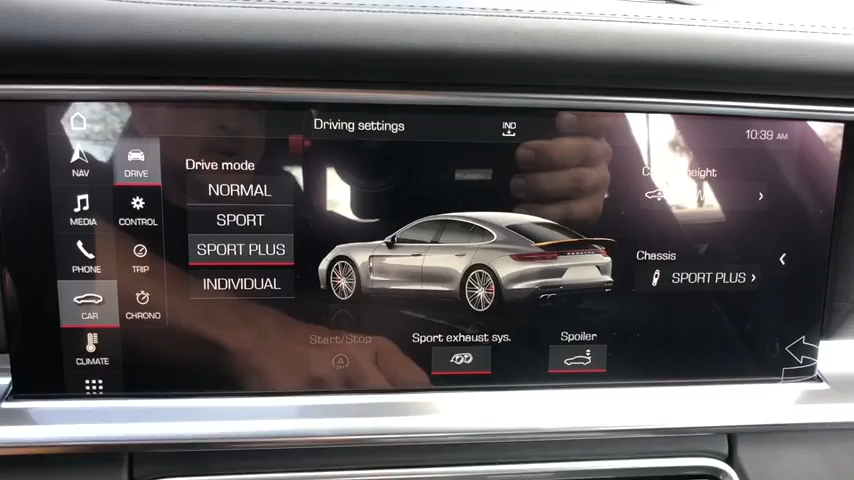 Driving settings
IND
10:39 AM
NAV
DRIVE
Drive mode
NORMAL
MEDIA
CONTROL
SPORT
PHONE
TRIP
SPORT PLUS
Chassis
SPORT PLUS
CAR
CHRONO
INDIVIDUAL
Start/Stop
Sport exhaust sys.
Spoiler
CLIMATE